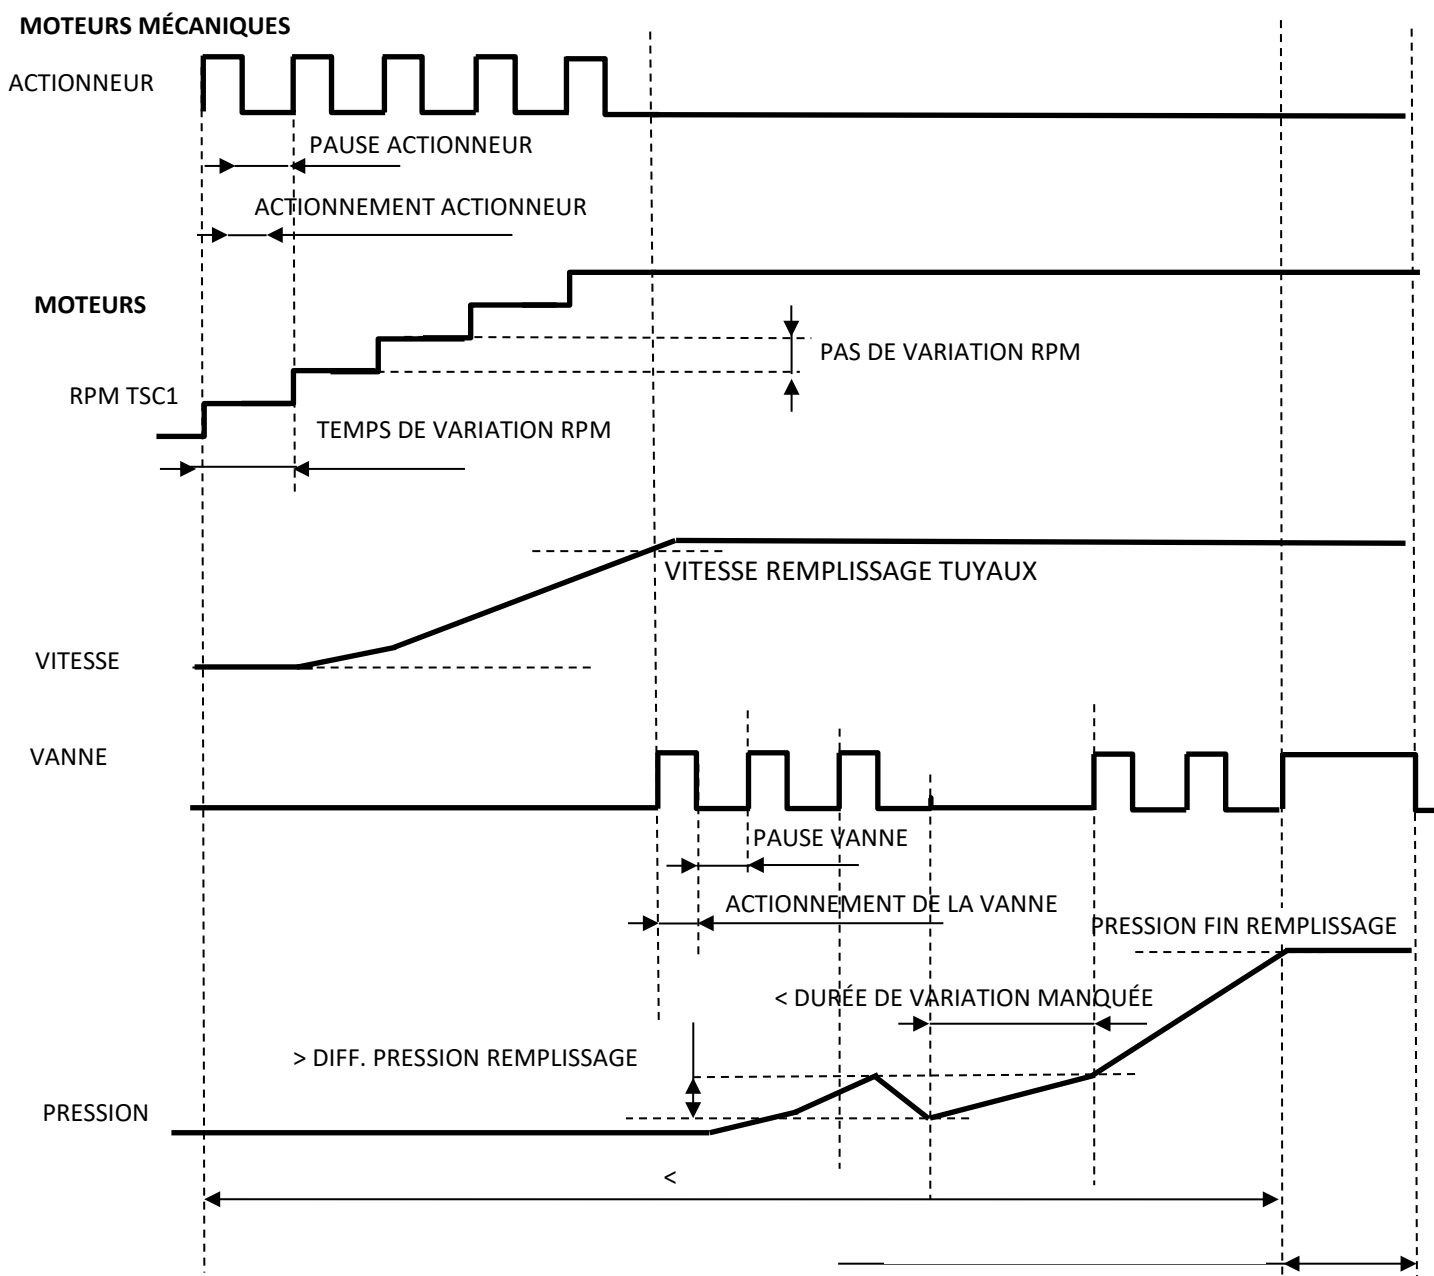 MOTEURS MÉCANIQUES
ACTIONNEUR
PAUSE ACTIONNEUR
ACTIONNEMENT ACTIONNEUR
MOTEURS
PAS DE VARIATION RPM
RPM TSC1
TEMPS DE VARIATION RPM
VITESSE REMPLISSAGE TUYAUX
VITESSE
VANNE
PAUSE VANNE
ACTIONNEMENT DE LA VANNE
PRESSION FIN REMPLISSAGE
< DURÉE DE VARIATION MANQUÉE
> DIFF. PRESSION REMPLISSAGE
PRESSION
<